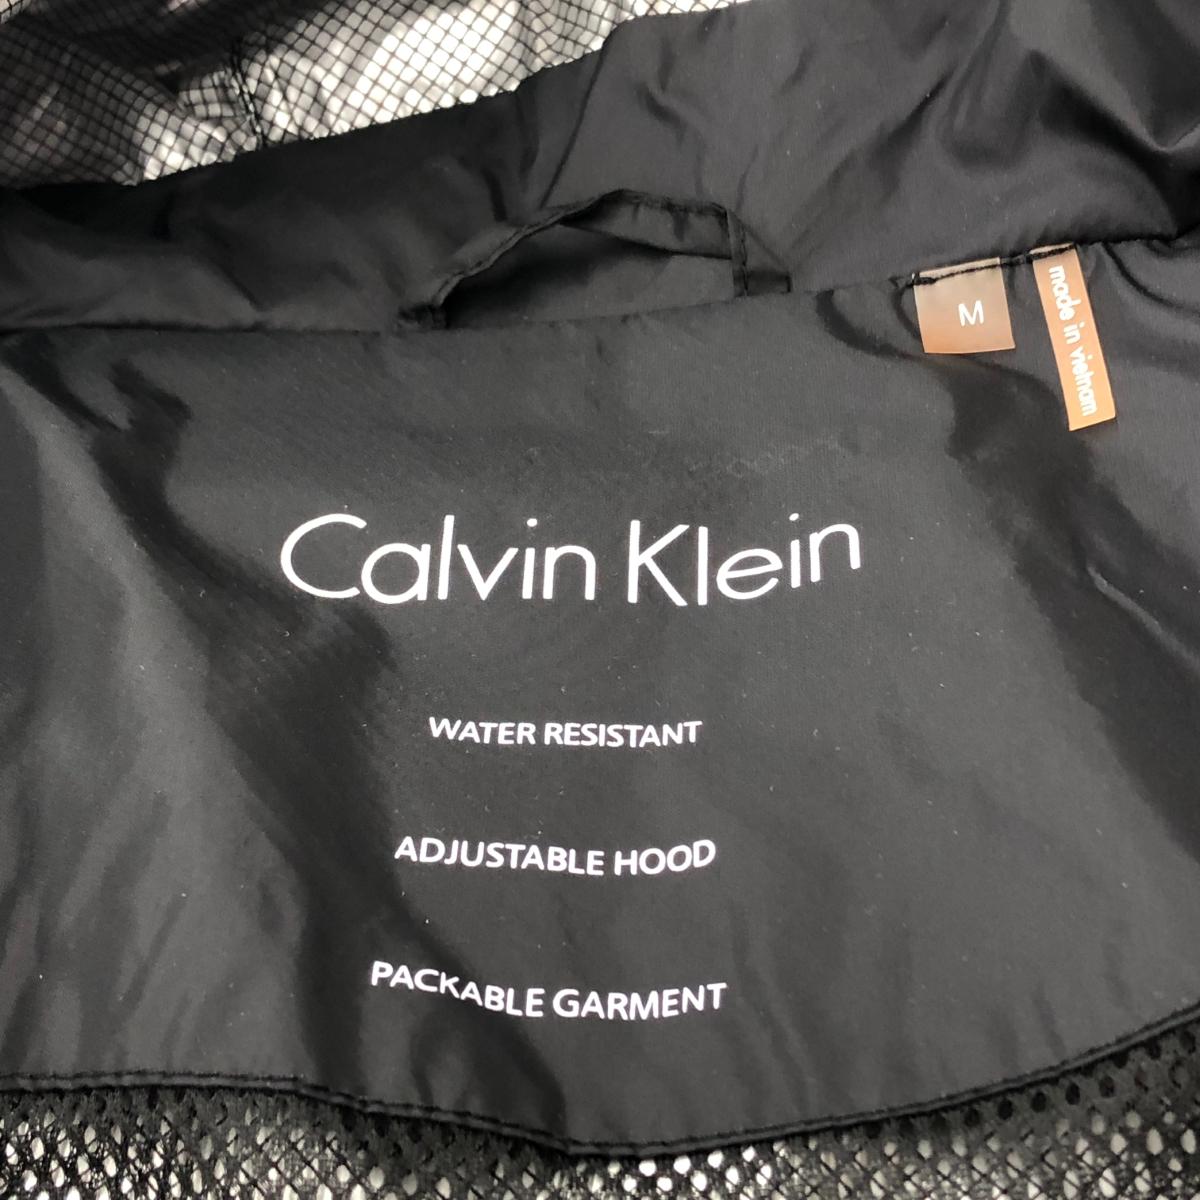 M
made in vietnam
Calvin Klein
WATER RESISTANT
ADJUSTABLE HOOD
PACKABLE GARMENT